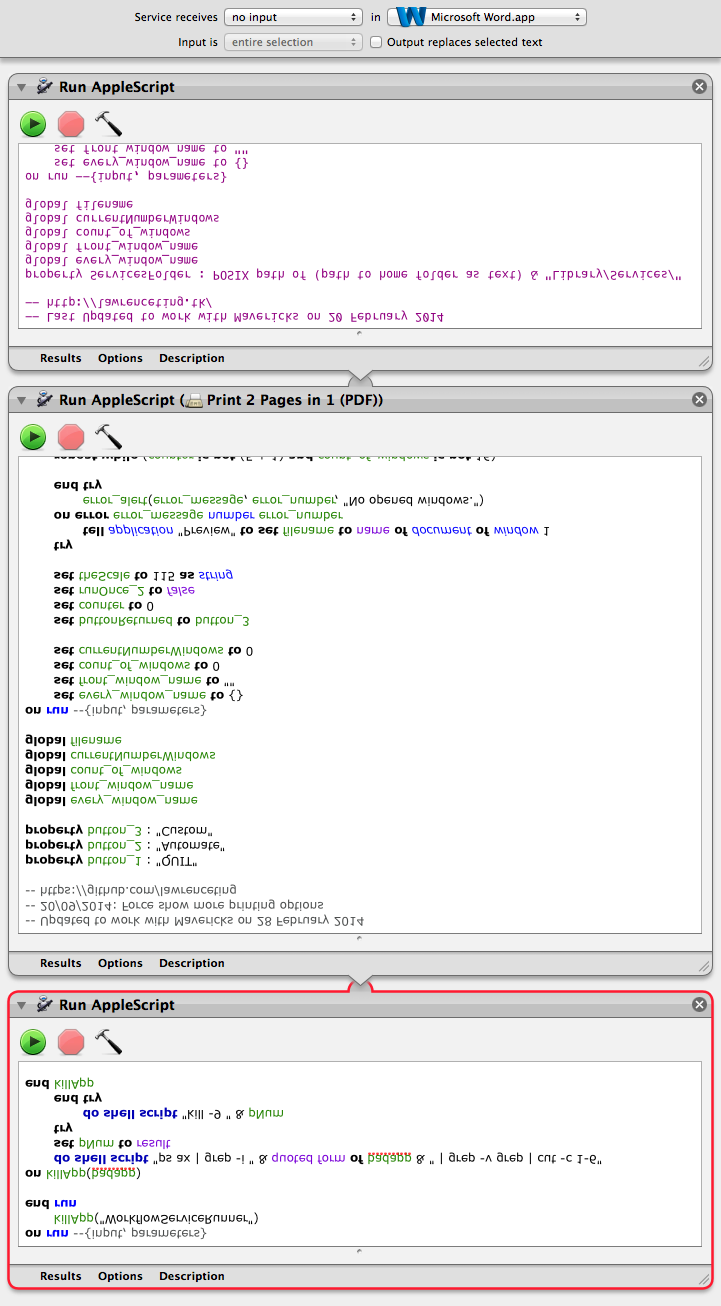 Service receives no input in Microsoft Word.app
Input is entire selection Output replaces selected text
Run AppleScript
-- Last Updated to work with Mavericks on 20 February 2014
-- http://lawrenceting.tk/
property ServicesFolder : POSIX path of (path to home folder as text) & "Library/Services/"
global every_window_name
global front_window_name
global count_of_windows
global currentNumberWindows
global filename
on run --{input, parameters}
set every_window_name to {}
set front_window_name to ""
Results Options Description
Run AppleScript (Print 2 Pages in 1 (PDF))
-- Updated to work with Mavericks on 28 February 2014
-- 20/09/2014: Force show more printing options
-- https://github.com/lawrenceting
property button_1 : "QUIT"
property button_2 : "Automate"
property button_3 : "Custom"
global every_window_name
global front_window_name
global count_of_windows
global currentNumberWindows
global filename
on run --{input, parameters}
set every_window_name to {}
set front_window_name to ""
set count_of_windows to 0
set currentNumberWindows to 0
set buttonReturned to button_3
set counter to 0
set runOnce_2 to false
set theScale to 115 as string
try
tell application "Preview" to set filename to name of document of window 1
on error error_message number error_number
error_alert(error_message, error_number, "No opened windows.")
end try
Results Options Description
Run AppleScript
on run --{input, parameters}
killApp("WorkflowServiceRunner")
end run
on killApp(badapp)
do shell script "ps ax | grep -i " & quoted form of badapp & " | grep -v grep | cut -c 1-6"
set pNum to result
try
do shell script "kill -9 " & pNum
end try
end killApp
Results Options Description